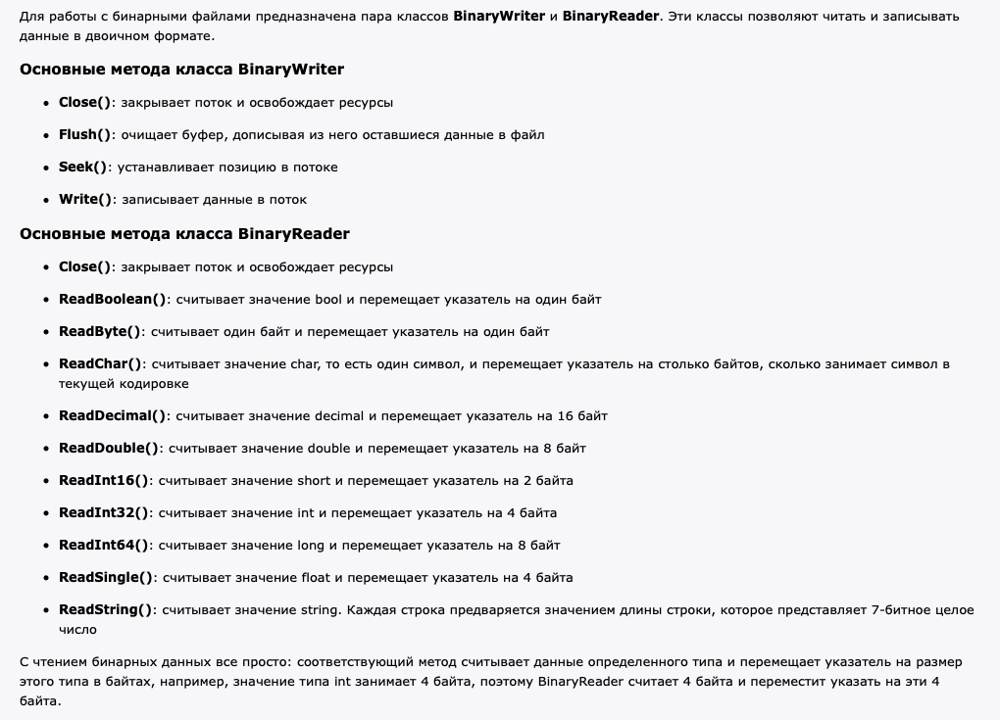 Для работы с бинарными файлами предназначена пара классов BinaryWriter и BinaryReader. Эти классы позволяют читать и записывать
данные в двоичном формате.
Основные метода класса BinaryWriter
• Close(): закрывает поток и освобождает ресурсы
• Flush(): очищает буфер, дописывая из него оставшиеся данные в файл
• Seek(): устанавливает позицию в потоке
• Write(): записывает данные в поток
Основные метода класса BinaryReader
• Close(): закрывает поток и освобождает ресурсы
• ReadBoolean(): считывает значение bool и перемещает указатель на один байт
• ReadByte(): считывает один байт и перемещает указатель на один байт
• ReadChar(): считывает значение char, то есть один символ, и перемещает указатель на столько байтов, сколько занимает символ в
текущей кодировке
• ReadDecimal(): считывает значение decimal и перемещает указатель на 16 байт
• ReadDouble(): считывает значение double и перемещает указатель на 8 байт
• ReadInt16(): считывает значение short и перемещает указатель на 2 байта
• ReadInt32(): считывает значение int и перемещает указатель на 4 байта
• ReadInt64(): считывает значение long и перемещает указатель на 8 байт
• ReadSingle(): считывает значение float и перемещает указатель на 4 байта
• ReadString(): считывает значение string. Каждая строка предваряется значением длины строки, которое представляет 7-битное целое
число
С чтением бинарных данных все просто: соответствующий метод считывает данные определенного типа и перемещает указатель на размер
этого типа в байтах, например, значение типа int занимает 4 байта, поэтому BinaryReader считает 4 байта и переместит указать на эти 4
байта.